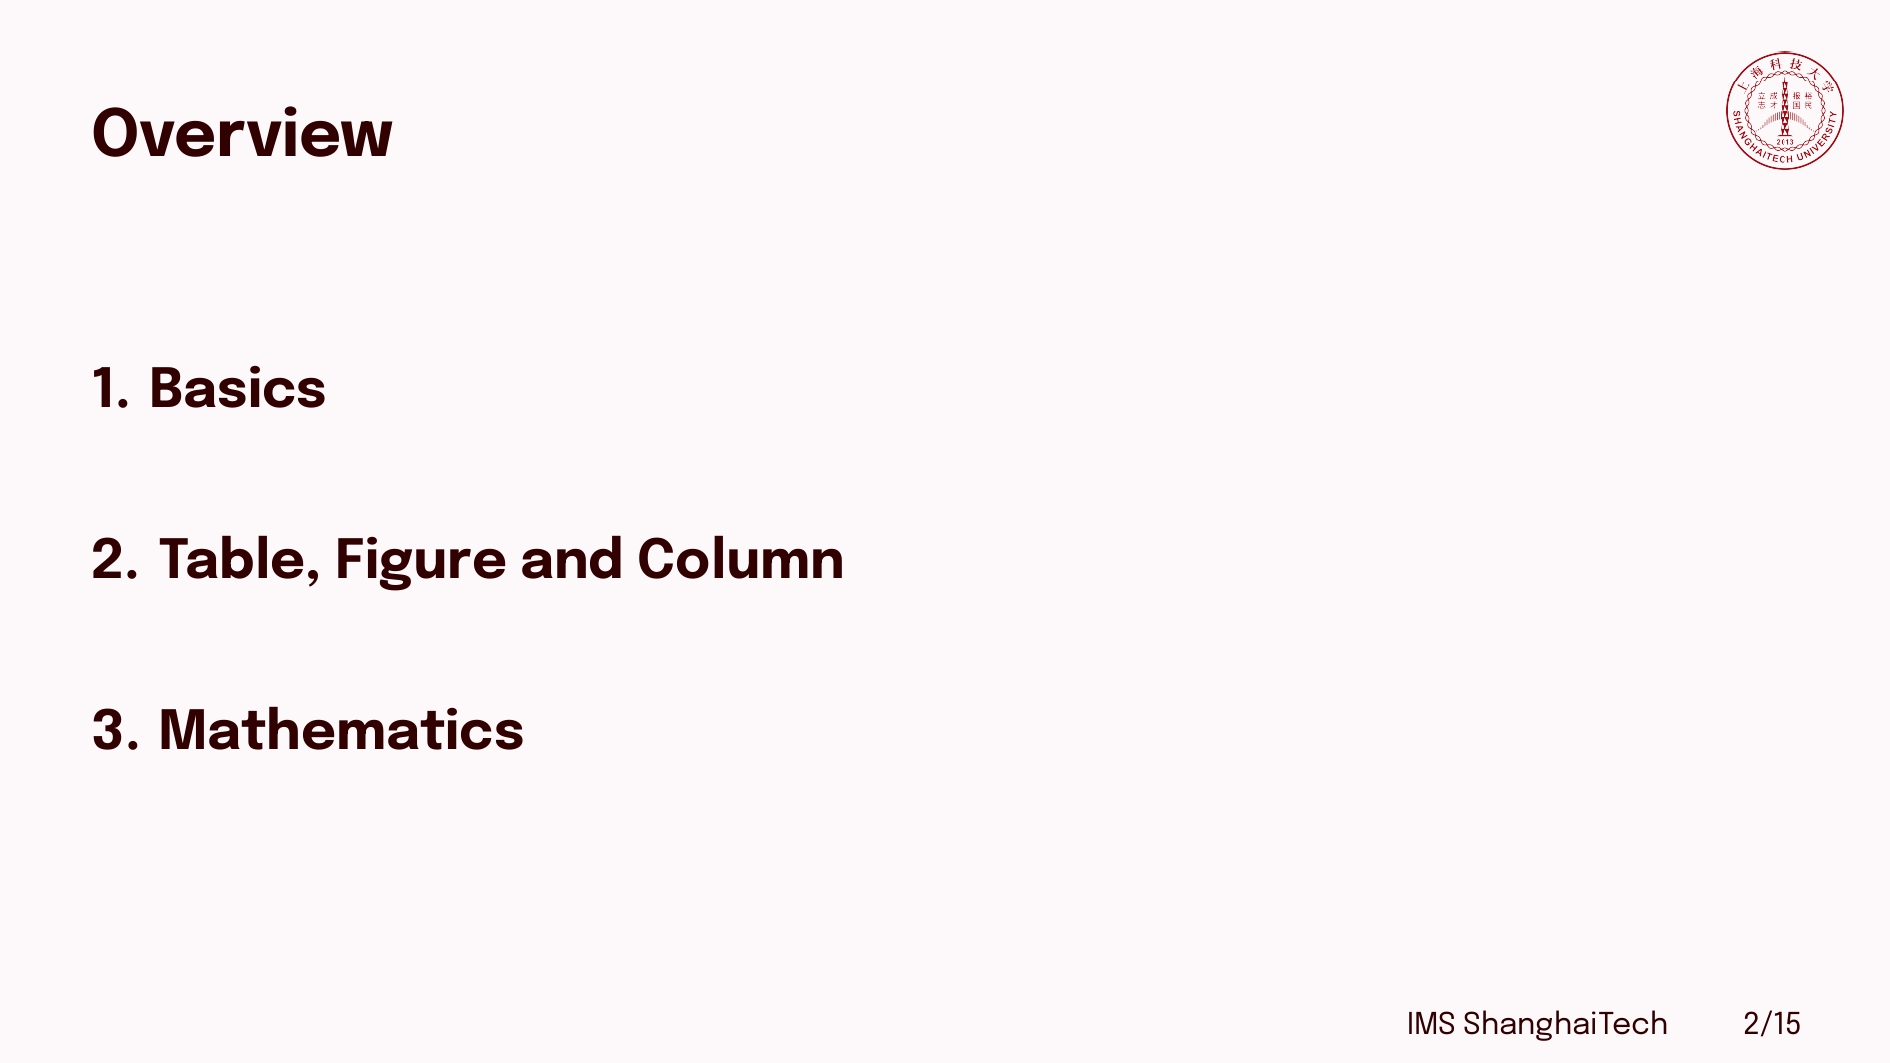 Overview
上海科技大学
立志 成才 报国 裕民
2013
SHANGHAITECH UNIVERSITY
1. Basics
2. Table, Figure and Column
3. Mathematics
IMS ShanghaiTech 2/15